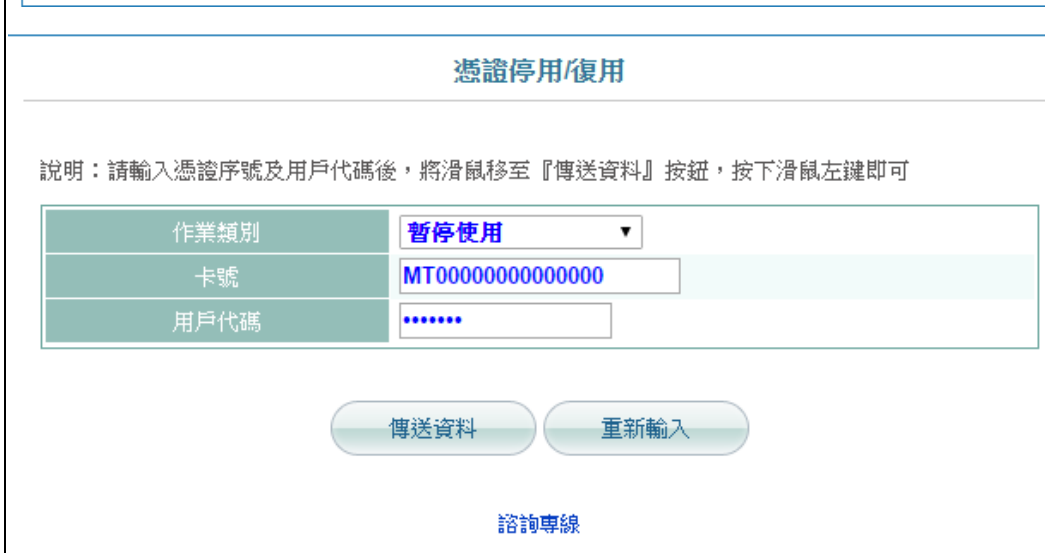 憑證停用/復用
說明：請輸入憑證序號及用戶代碼後，將滑鼠移至『傳送資料』按鈕，按下滑鼠左鍵即可
作業類別 暫停使用
卡號 MT00000000000000
用戶代碼 •••••••
傳送資料 重新輸入
諮詢專線